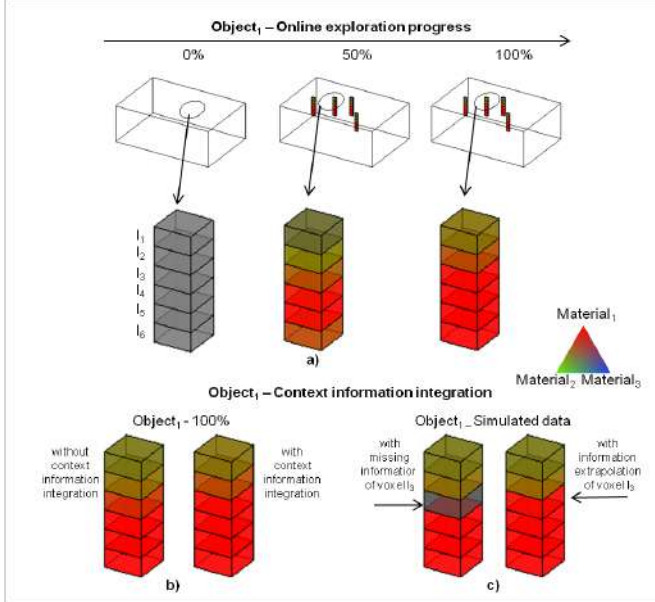 Object₁ – Online exploration progress
0% 50% 100%
l₁
l₂
l₃
l₄
l₅
l₆
a)
Material₁
Material₂ Material₃
Object₁ – Context information integration
Object₁ - 100%
without
context
information
integration
with
context
information
integration
b)
Object₁ _ Simulated data
with
missing
informatior
of voxel l₃
with
information
extrapolation
of voxel l₃
c)